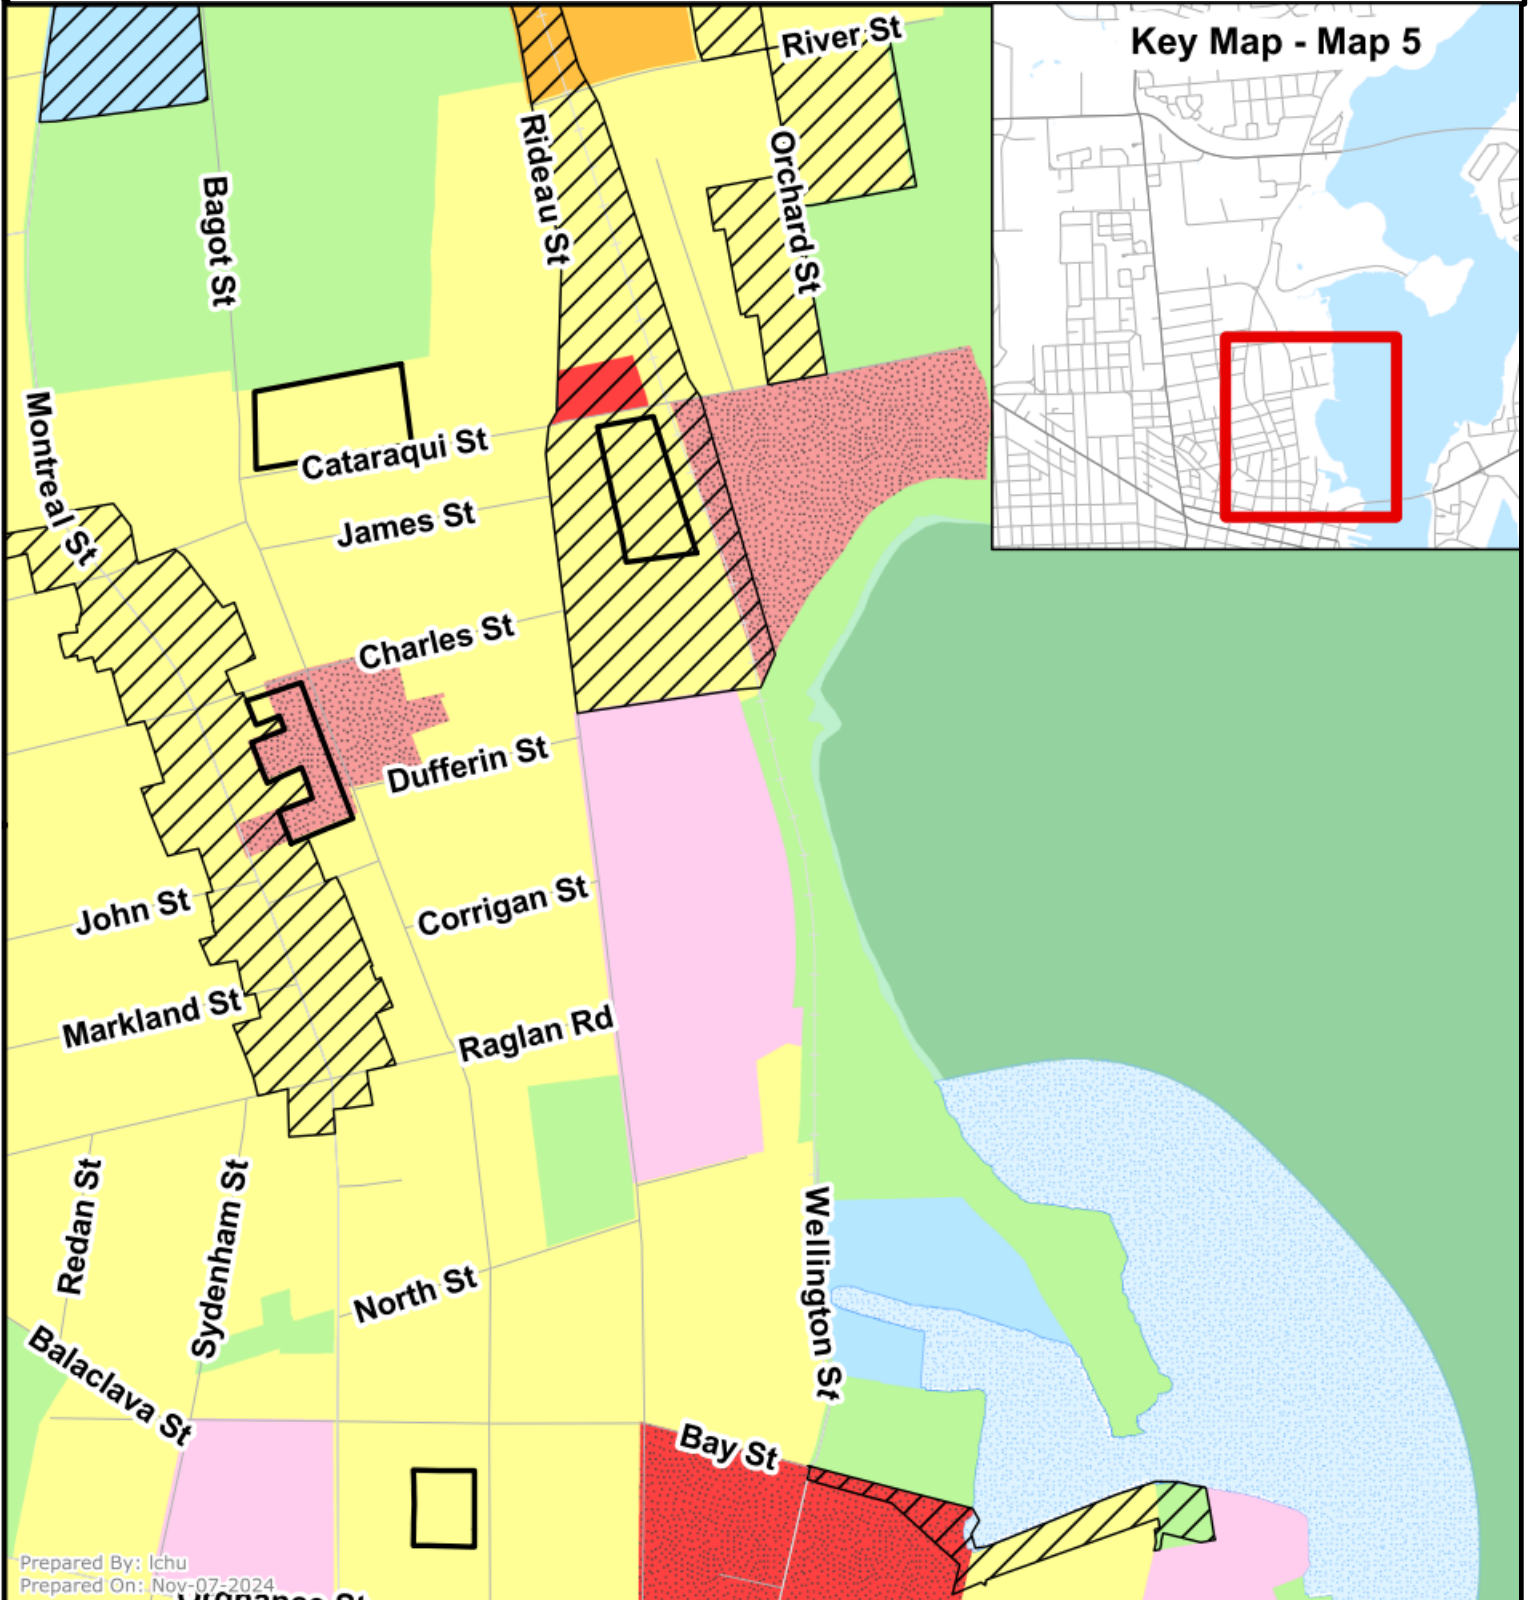 River St
Key Map - Map 5
Rideau St
Orchard St
Bagot St
Montreal St
Cataraqui St
James St
Charles St
Dufferin St
John St
Corrigan St
Markland St
Raglan Rd
Redan St
Sydenham St
Wellington St
North St
Balaclava St
Bay St
Prepared By: lchu
Prepared On: Nov-07-2024
Ordnance St